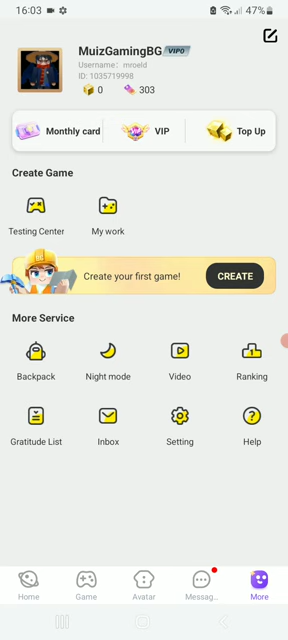 16:03
47%
MuizGamingBG VIP0
Username: mroeld
ID: 1035719998
0 303
Monthly card VIP Top Up
Create Game
Testing Center My work
Create your first game! CREATE
More Service
Backpack Night mode Video Ranking
Gratitude List Inbox Setting Help
Home Game Avatar Messag... More